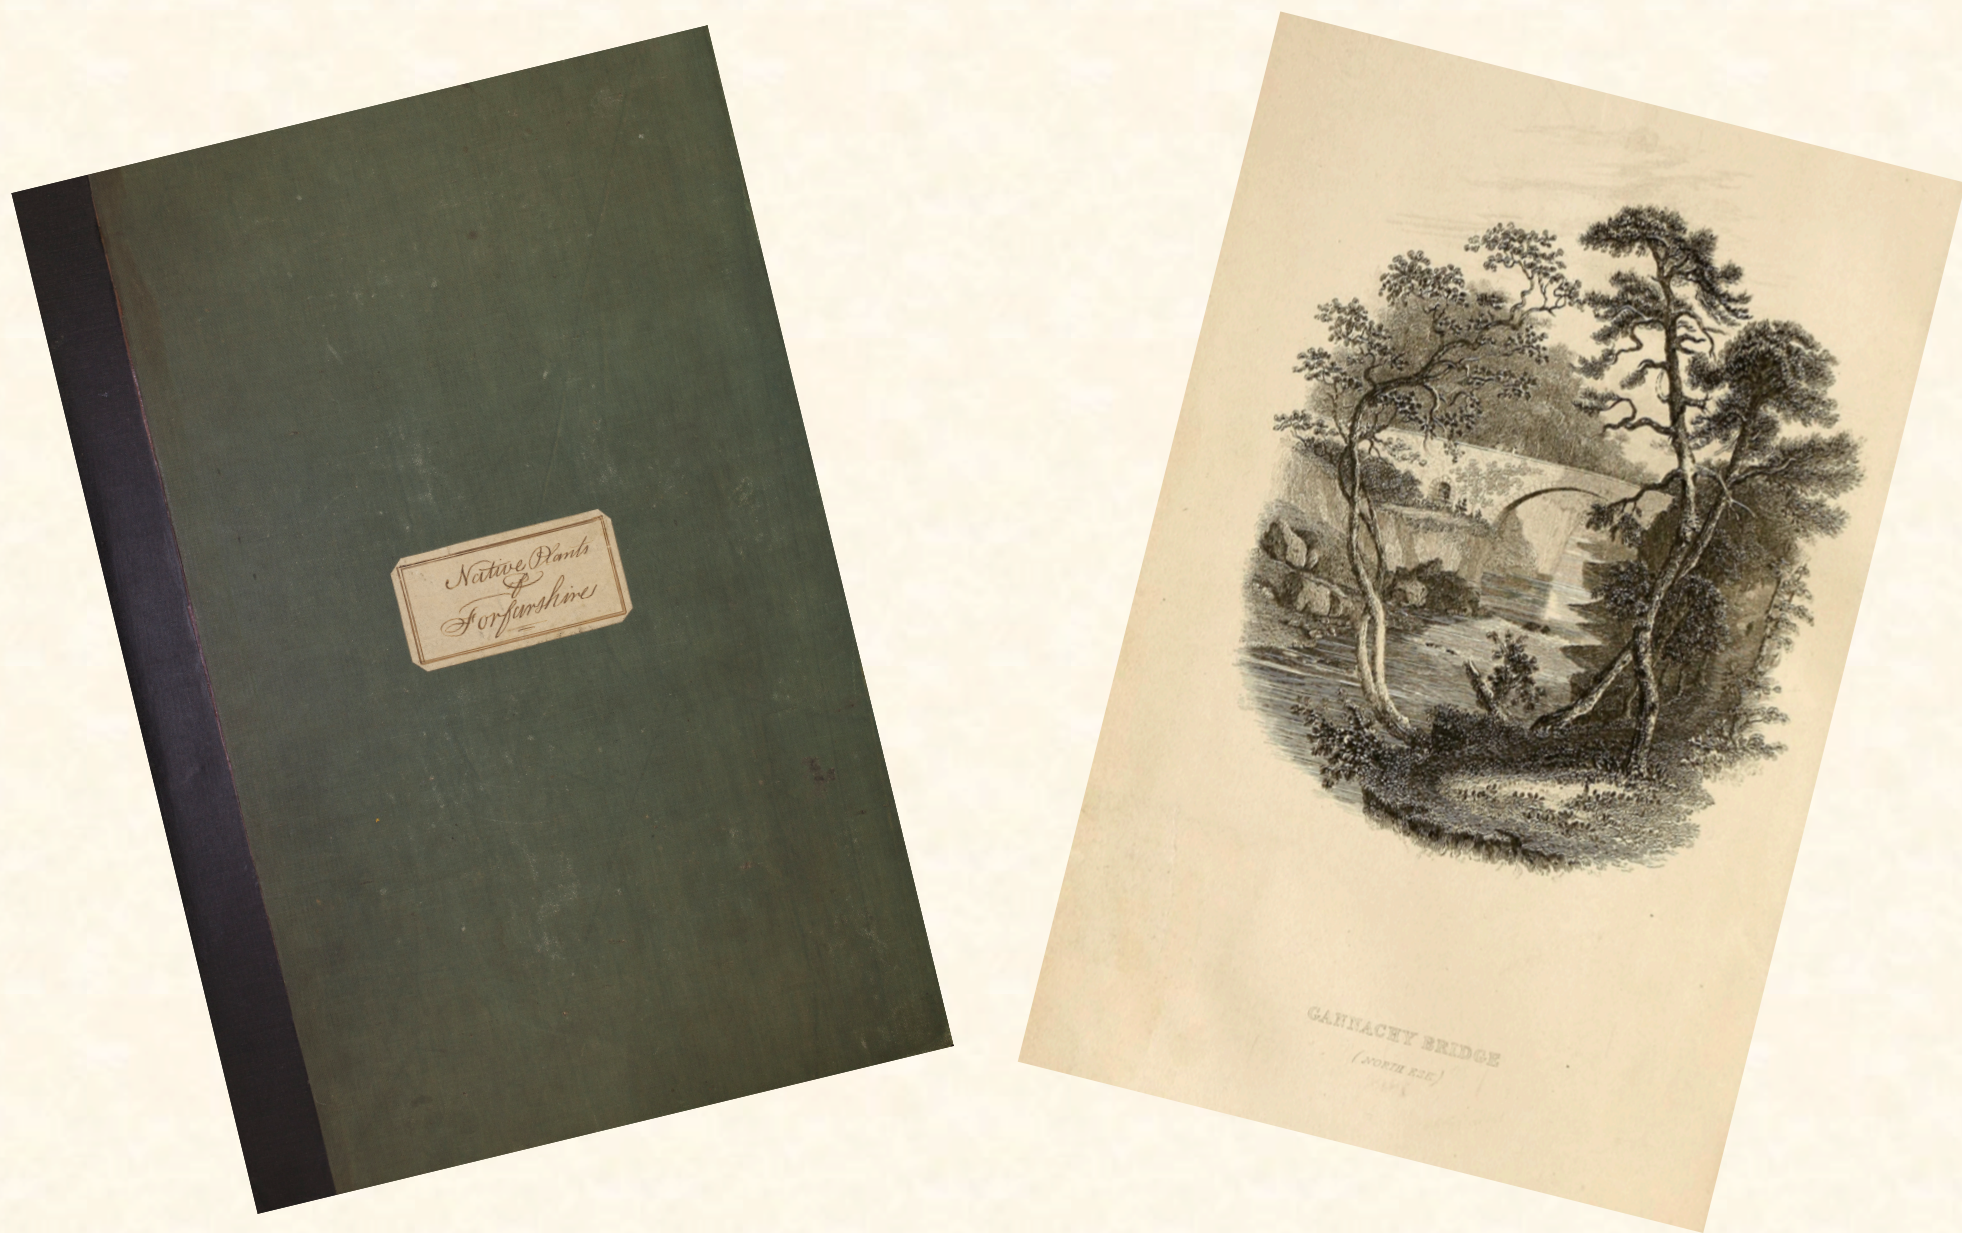 Native Plants
of
Forfarshire
GANNACHY BRIDGE
(NORTH ESK)